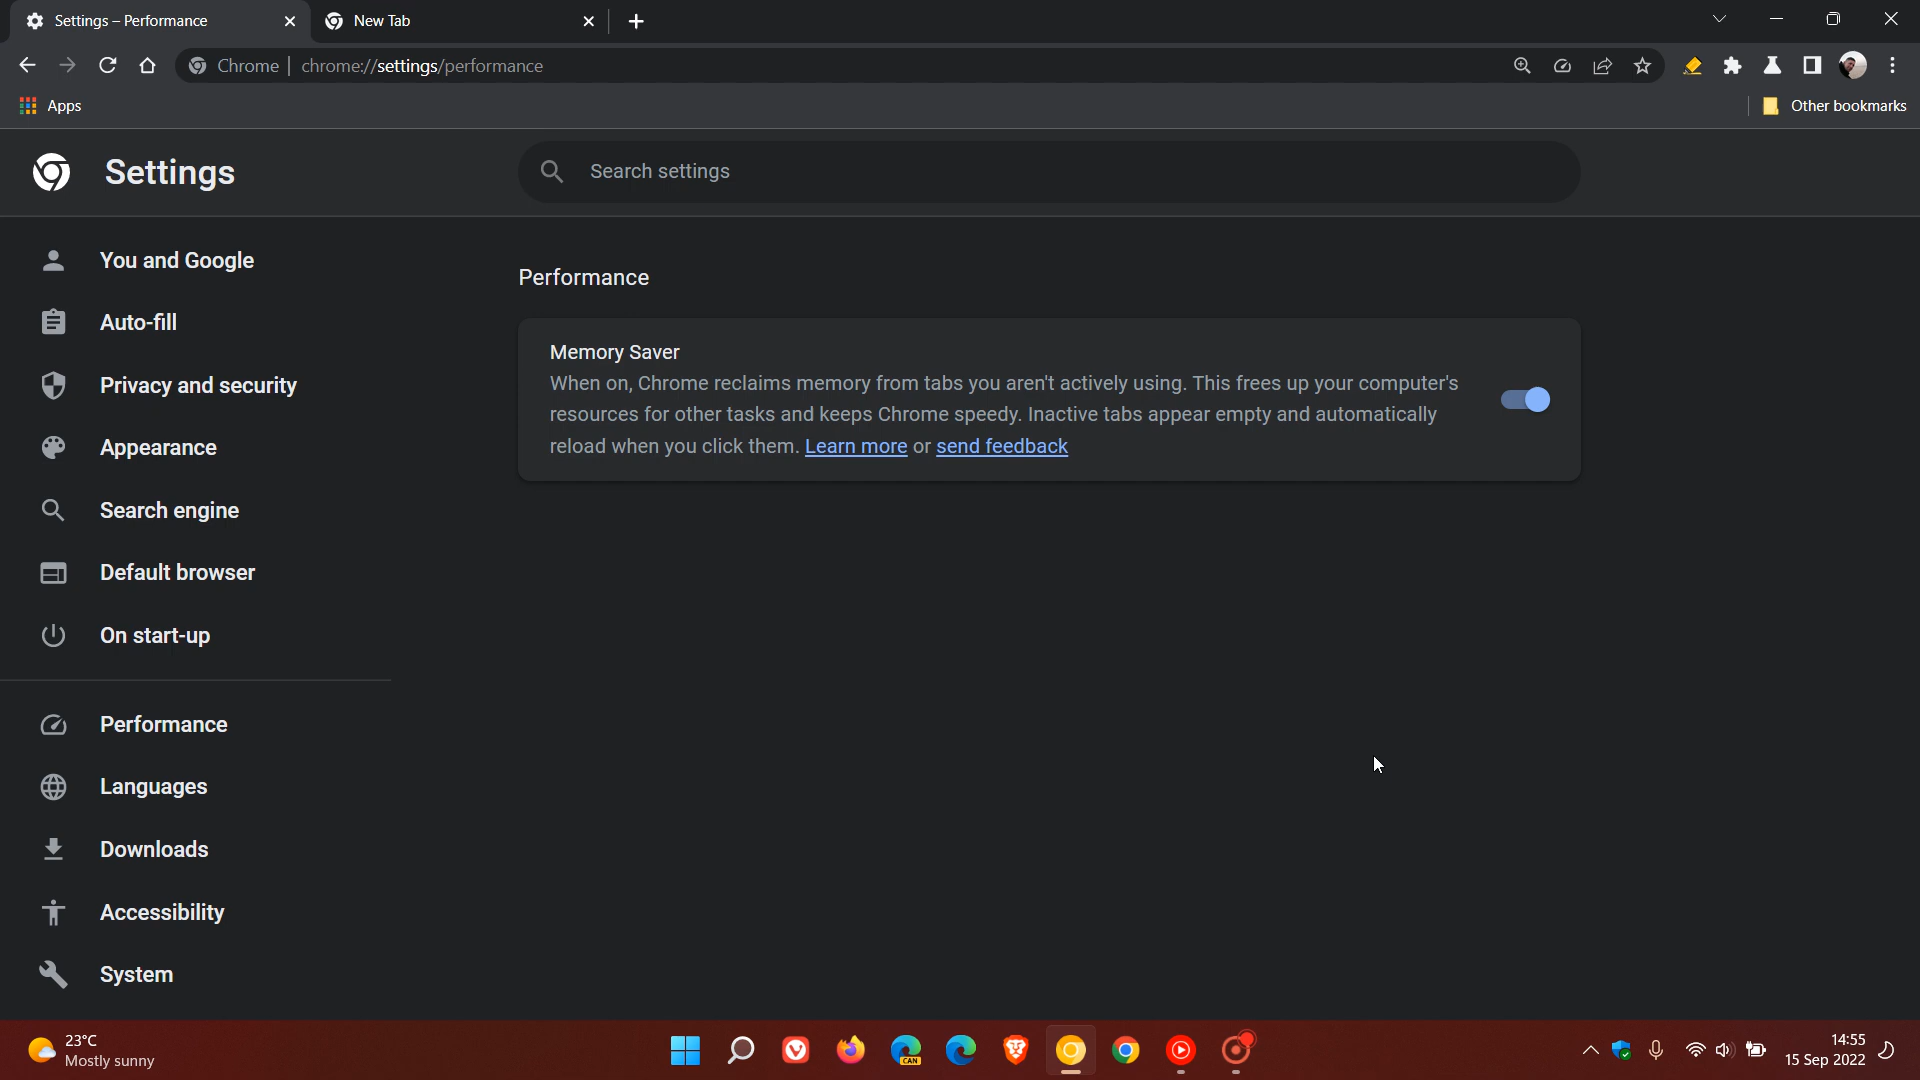 Settings – Performance
New Tab
Chrome
chrome://settings/performance
Apps
Other bookmarks
Settings
Search settings
You and Google
Auto-fill
Privacy and security
Appearance
Search engine
Default browser
On start-up
Performance
Languages
Downloads
Accessibility
System
Performance
Memory Saver
When on, Chrome reclaims memory from tabs you aren't actively using. This frees up your computer's
resources for other tasks and keeps Chrome speedy. Inactive tabs appear empty and automatically
reload when you click them. Learn more or send feedback
23°C
Mostly sunny
CAN
14:55
15 Sep 2022